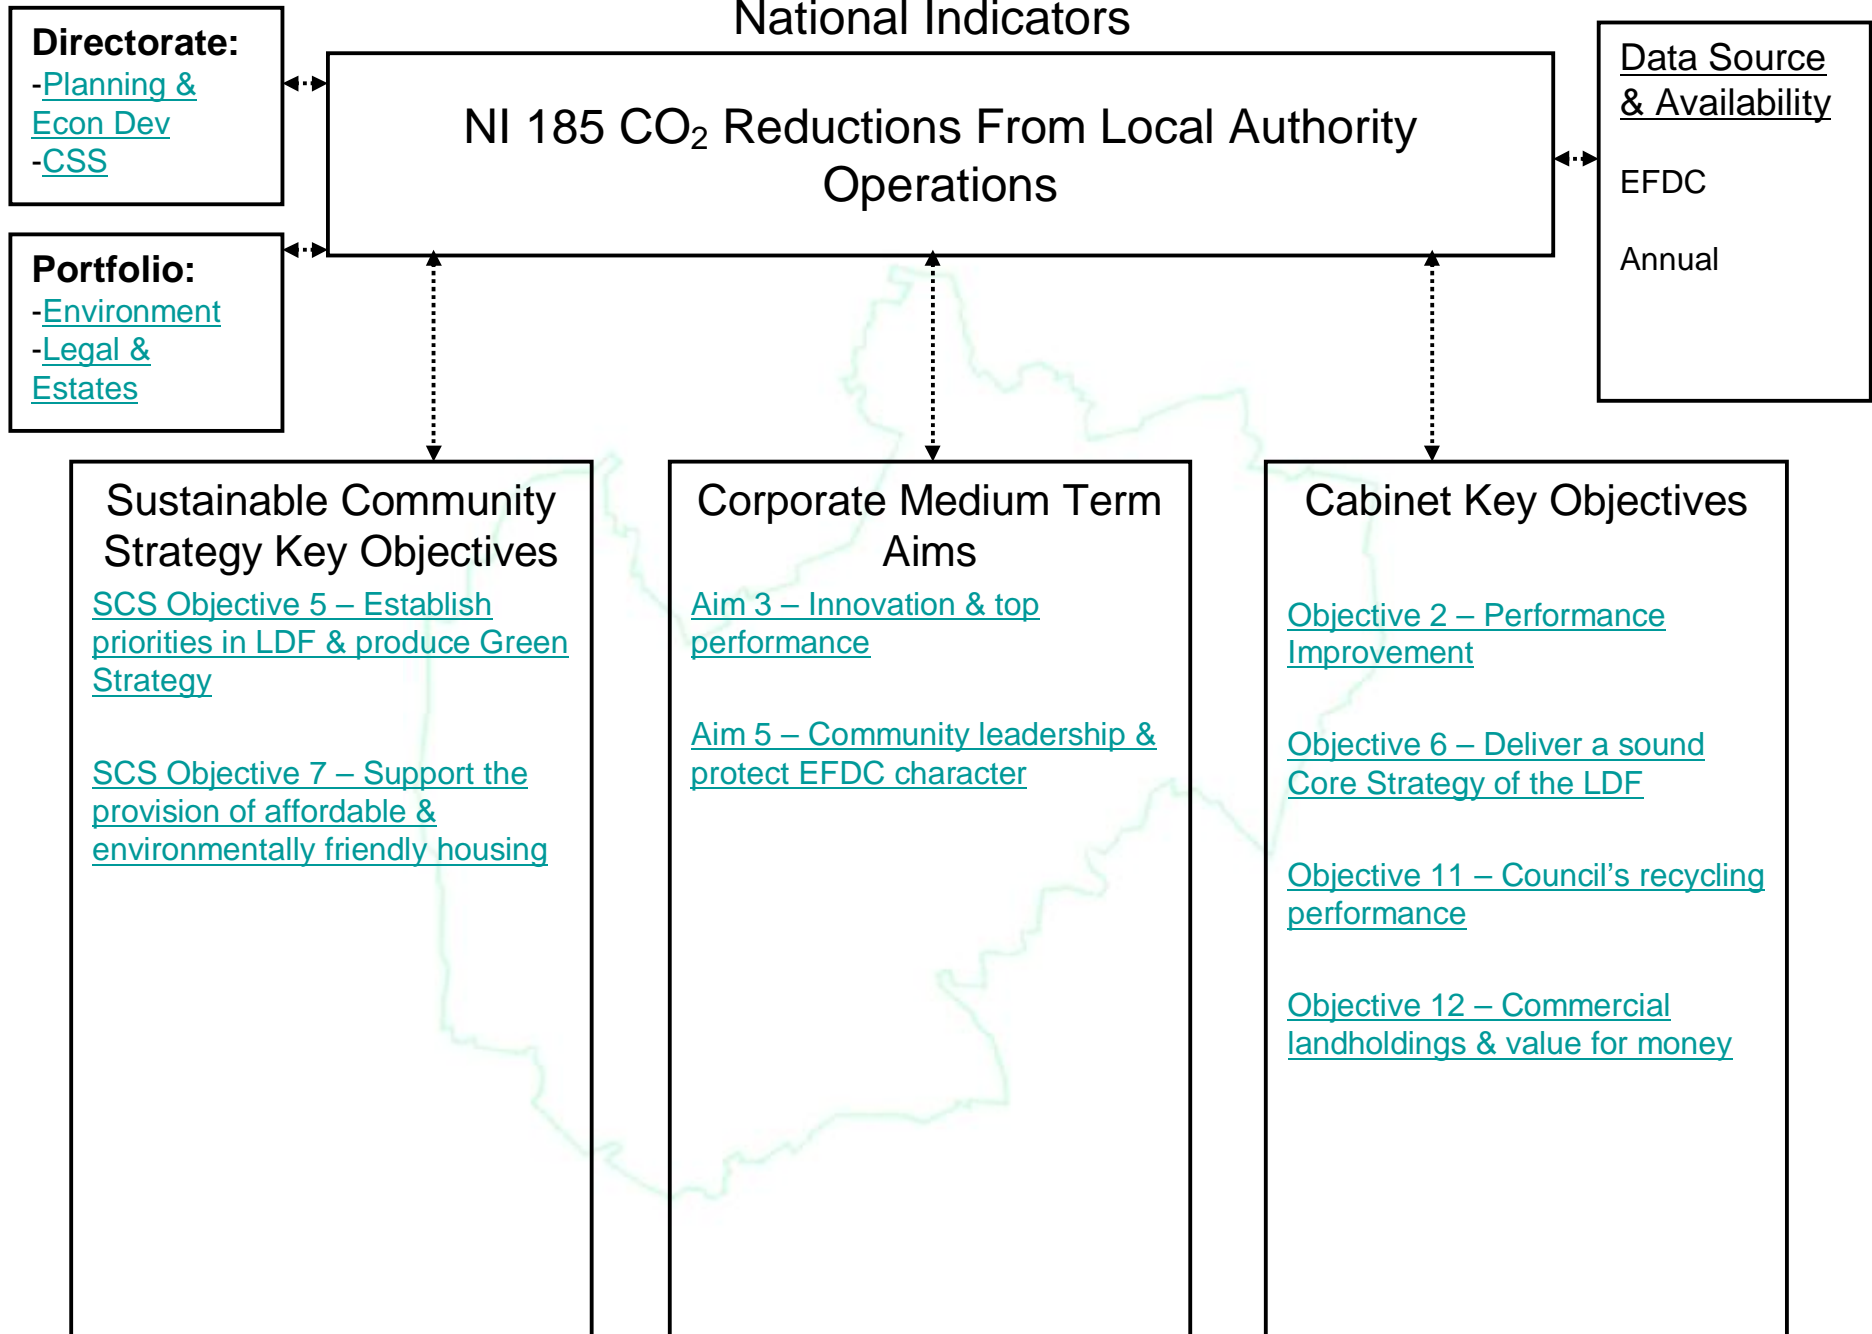 National Indicators
Directorate:
-Planning &
Econ Dev
-CSS
NI 185 CO₂ Reductions From Local Authority
Operations
Data Source
& Availability
EFDC
Annual
Portfolio:
-Environment
-Legal &
Estates
Sustainable Community
Strategy Key Objectives
SCS Objective 5 – Establish
priorities in LDF & produce Green
Strategy
SCS Objective 7 – Support the
provision of affordable &
environmentally friendly housing
Corporate Medium Term
Aims
Aim 3 – Innovation & top
performance
Aim 5 – Community leadership &
protect EFDC character
Cabinet Key Objectives
Objective 2 – Performance
Improvement
Objective 6 – Deliver a sound
Core Strategy of the LDF
Objective 11 – Council’s recycling
performance
Objective 12 – Commercial
landholdings & value for money